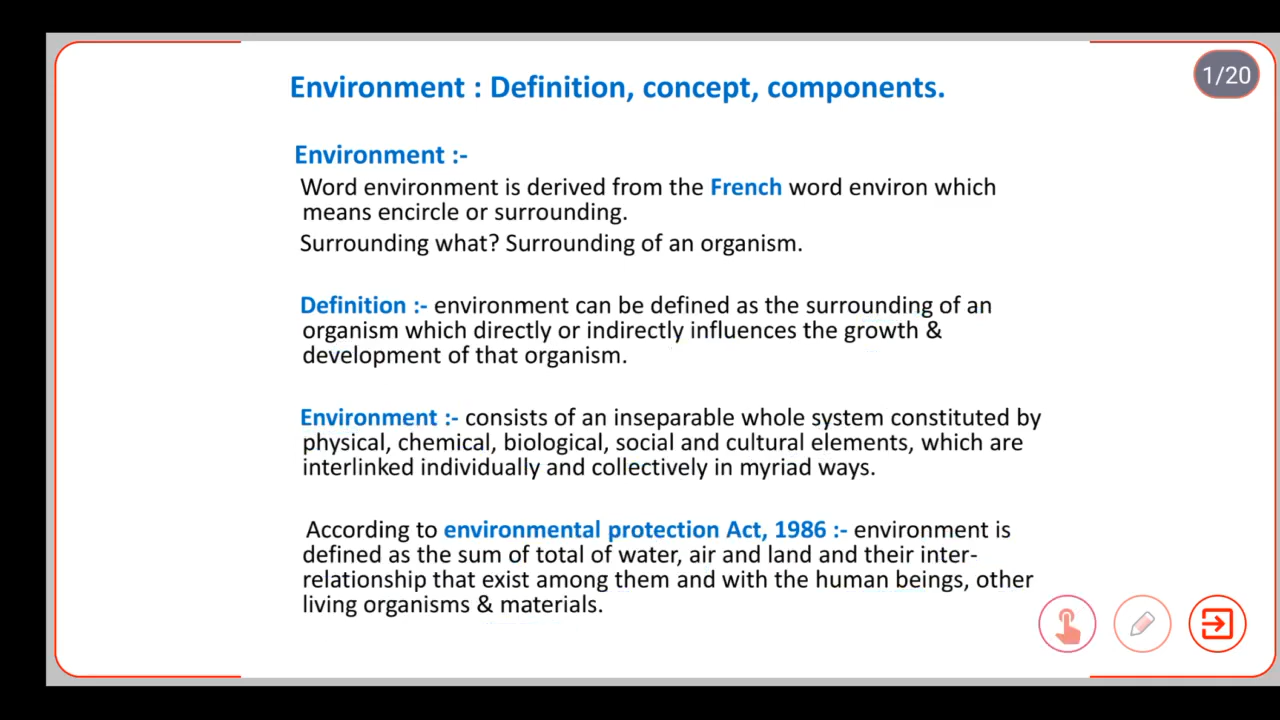 Environment : Definition, concept, components.
1/20
Environment :-
Word environment is derived from the French word environ which
means encircle or surrounding.
Surrounding what? Surrounding of an organism.
Definition :- environment can be defined as the surrounding of an
organism which directly or indirectly influences the growth &
development of that organism.
Environment :- consists of an inseparable whole system constituted by
physical, chemical, biological, social and cultural elements, which are
interlinked individually and collectively in myriad ways.
According to environmental protection Act, 1986 :- environment is
defined as the sum of total of water, air and land and their inter-
relationship that exist among them and with the human beings, other
living organisms & materials.